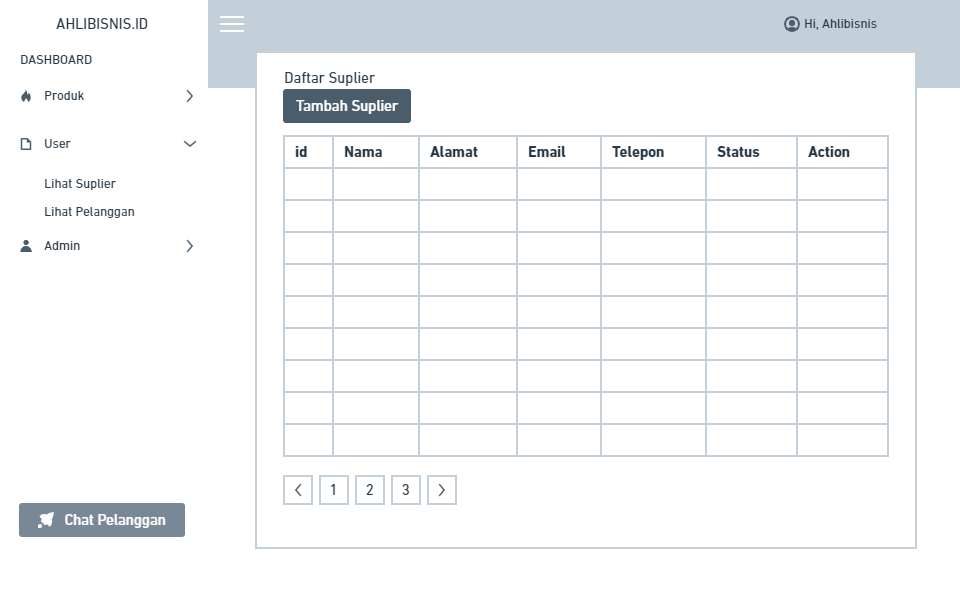 AHLIBISNIS.ID
Hi, Ahlibisnis
DASHBOARD
Produk
User
Lihat Suplier
Lihat Pelanggan
Admin
Chat Pelanggan
Daftar Suplier
Tambah Suplier
id Nama Alamat Email Telepon Status Action
1 2 3